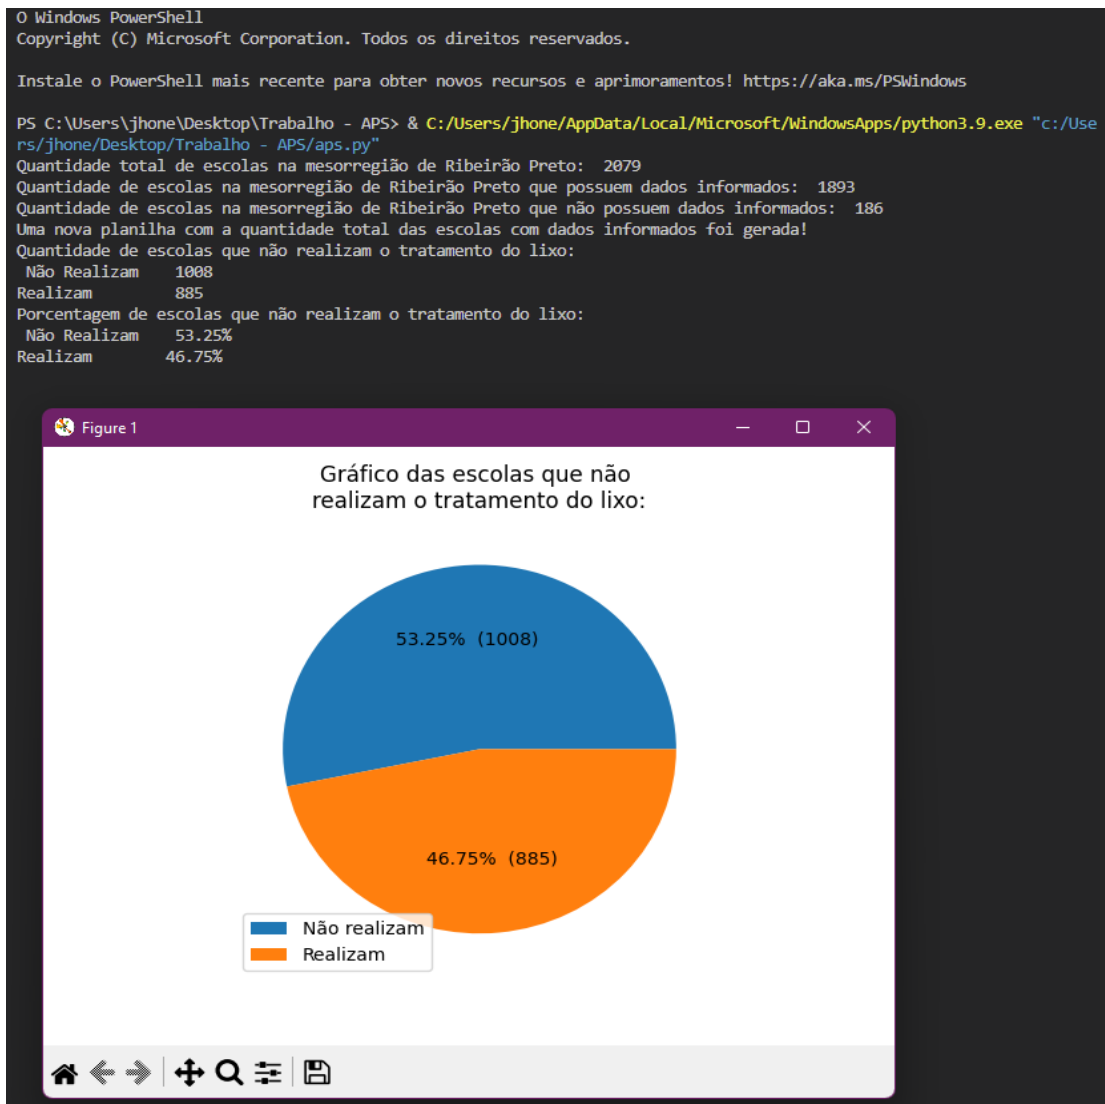 O Windows PowerShell
Copyright (C) Microsoft Corporation. Todos os direitos reservados.
Instale o PowerShell mais recente para obter novos recursos e aprimoramentos! https://aka.ms/PSWindows
PS C:\Users\jhone\Desktop\Trabalho - APS> & C:/Users/jhone/AppData/Local/Microsoft/WindowsApps/python3.9.exe "c:/Use
rs/jhone/Desktop/Trabalho - APS/aps.py"
Quantidade total de escolas na mesorregião de Ribeirão Preto:  2079
Quantidade de escolas na mesorregião de Ribeirão Preto que possuem dados informados:  1893
Quantidade de escolas na mesorregião de Ribeirão Preto que não possuem dados informados:  186
Uma nova planilha com a quantidade total das escolas com dados informados foi gerada!
Quantidade de escolas que não realizam o tratamento do lixo:
Não Realizam    1008
Realizam         885
Porcentagem de escolas que não realizam o tratamento do lixo:
Não Realizam    53.25%
Realizam        46.75%
Figure 1
Gráfico das escolas que não
realizam o tratamento do lixo:
53.25% (1008)
46.75% (885)
Não realizam
Realizam